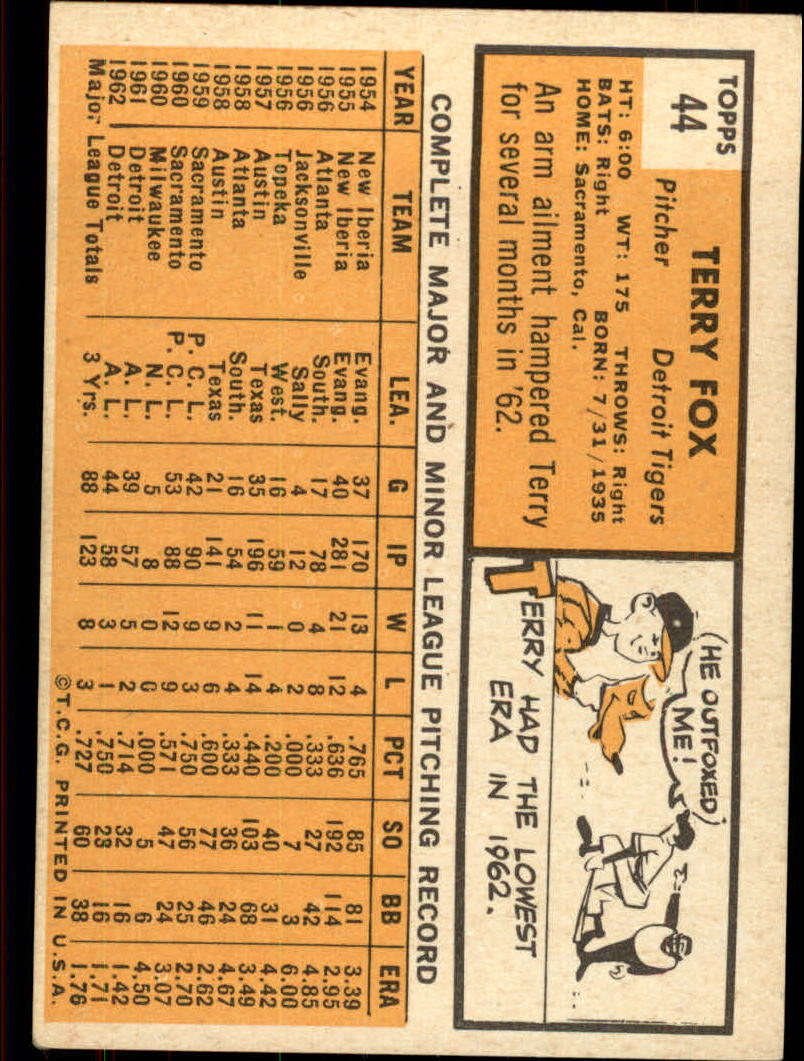 TOPPS
44
TERRY FOX
Pitcher Detroit Tigers
HT: 6:00 WT: 175 THROWS: Right
BATS: Right BORN: 7/31/1935
HOME: Sacramento, Cal.
An arm ailment hampered Terry
for several months in '62.
HE OUTFOXED
ME!
TERRY HAD THE LOWEST
ERA IN 1962.
COMPLETE MAJOR AND MINOR LEAGUE PITCHING RECORD
YEAR TEAM LEA. G IP W L PCT SO BB ERA
1954 New Iberia Evang. 37 170 13 4 .765 85 81 3.39
1955 New Iberia Evang. 40 281 21 12 .636 192 114 2.95
1956 Atlanta South. 17 78 4 8 .333 27 42 4.85
1956 Jacksonville Sally 4 12 0 2 .000 7 3 6.00
1956 Topeka West. 16 59 1 4 .200 40 31 4.42
1957 Austin Texas 35 196 11 14 .440 103 68 3.49
1958 Atlanta South. 16 54 2 4 .333 36 24 4.67
1958 Austin Texas 21 141 9 6 .600 77 46 2.62
1959 Sacramento P. C. L. 42 90 9 3 .750 56 25 2.70
1960 Sacramento P. C. L. 53 88 12 9 .571 47 24 3.07
1960 Milwaukee N. L. 5 8 0 0 .000 5 6 4.50
1961 Detroit A. L. 39 57 5 2 .714 32 16 1.42
1962 Detroit A. L. 44 58 3 1 .750 23 16 1.71
Major League Totals 3 Yrs. 88 123 8 3 .727 60 38 1.76
©T.C.G. PRINTED IN U.S.A.